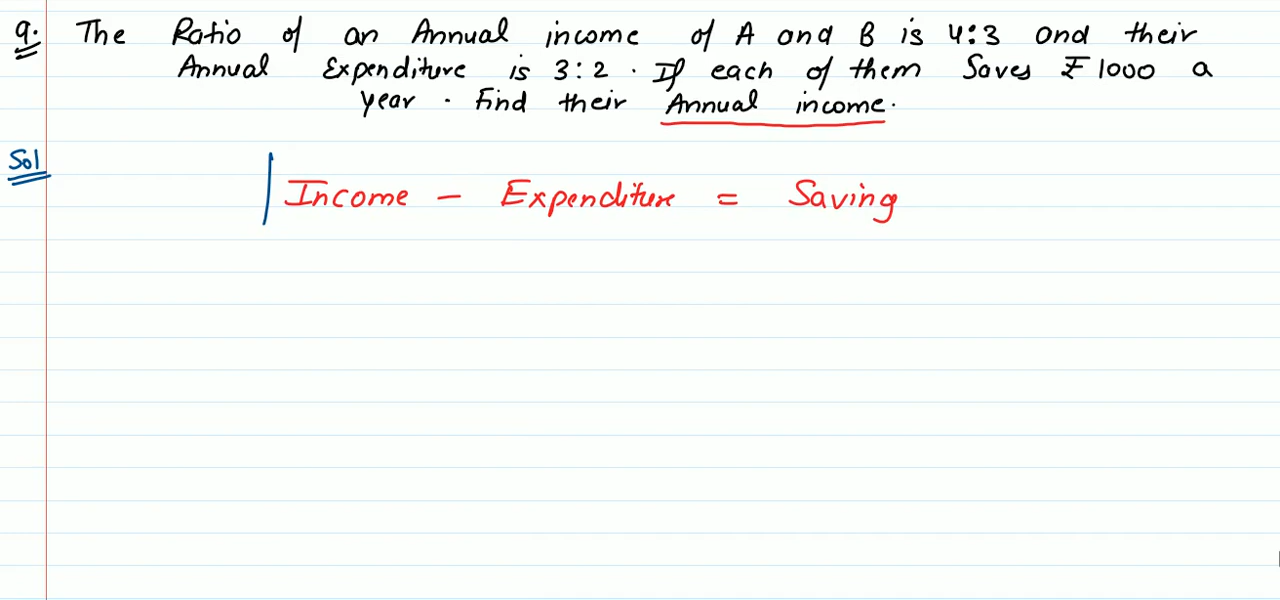 9. The Ratio of an Annual income of A and B is 4:3 and their
Annual Expenditure is 3:2. If each of them Saves ₹1000 a
year. Find their Annual income.
Sol
Income - Expenditure = Saving